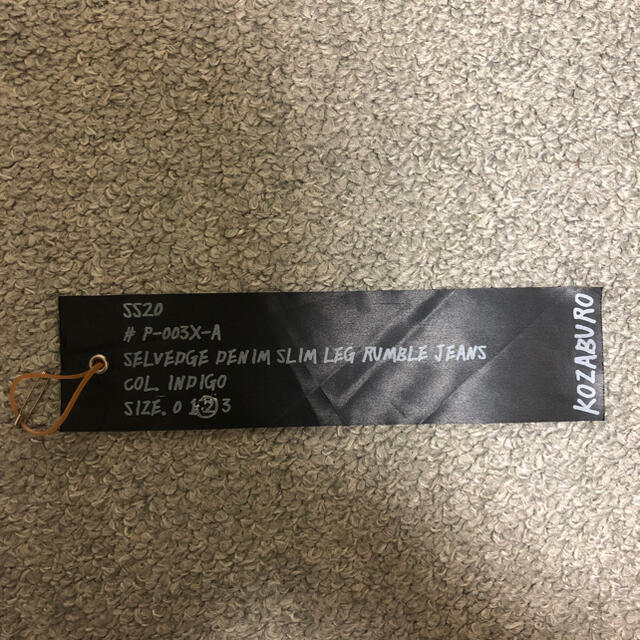 SS20
# P-003X-A
SELVEDGE DENIM SLIM LEG RUMBLE JEANS
COL. INDIGO
SIZE. 0 1 2 3
KOZABURO